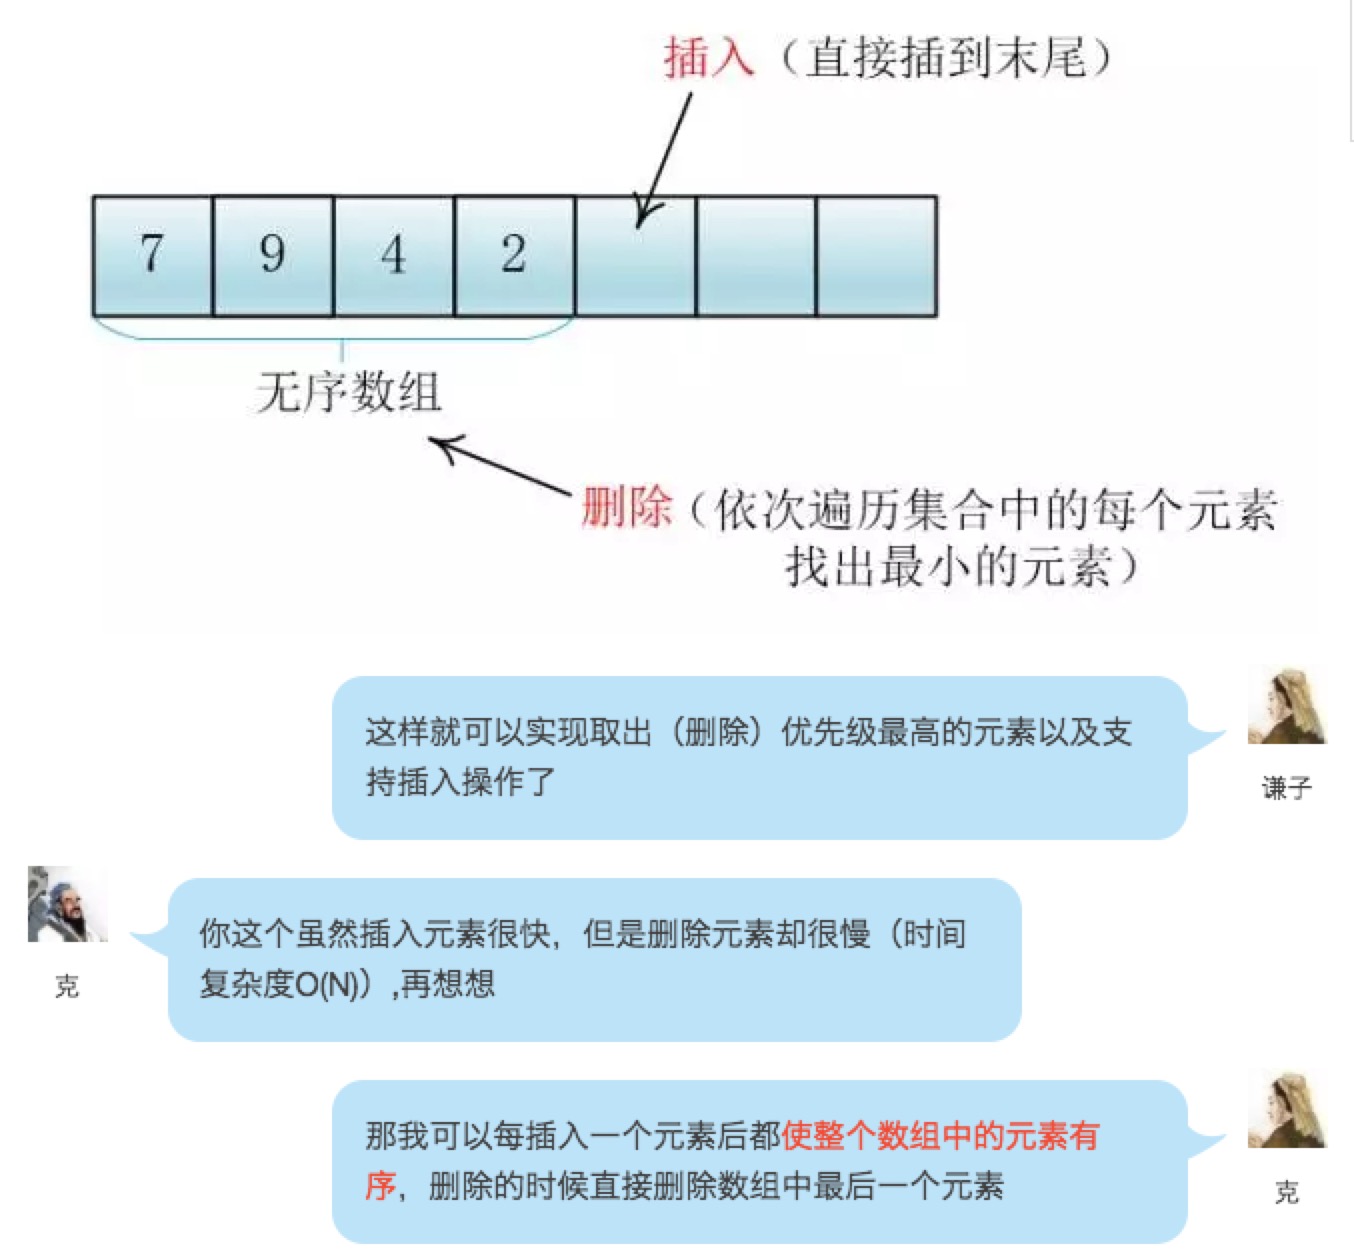 插入（直接插到末尾）
7 9 4 2
无序数组
删除（依次遍历集合中的每个元素
找出最小的元素）
这样就可以实现取出（删除）优先级最高的元素以及支
持插入操作了
谦子
你这个虽然插入元素很快，但是删除元素却很慢（时间
复杂度O(N)）,再想想
克
那我可以每插入一个元素后都使整个数组中的元素有
序，删除的时候直接删除数组中最后一个元素
克